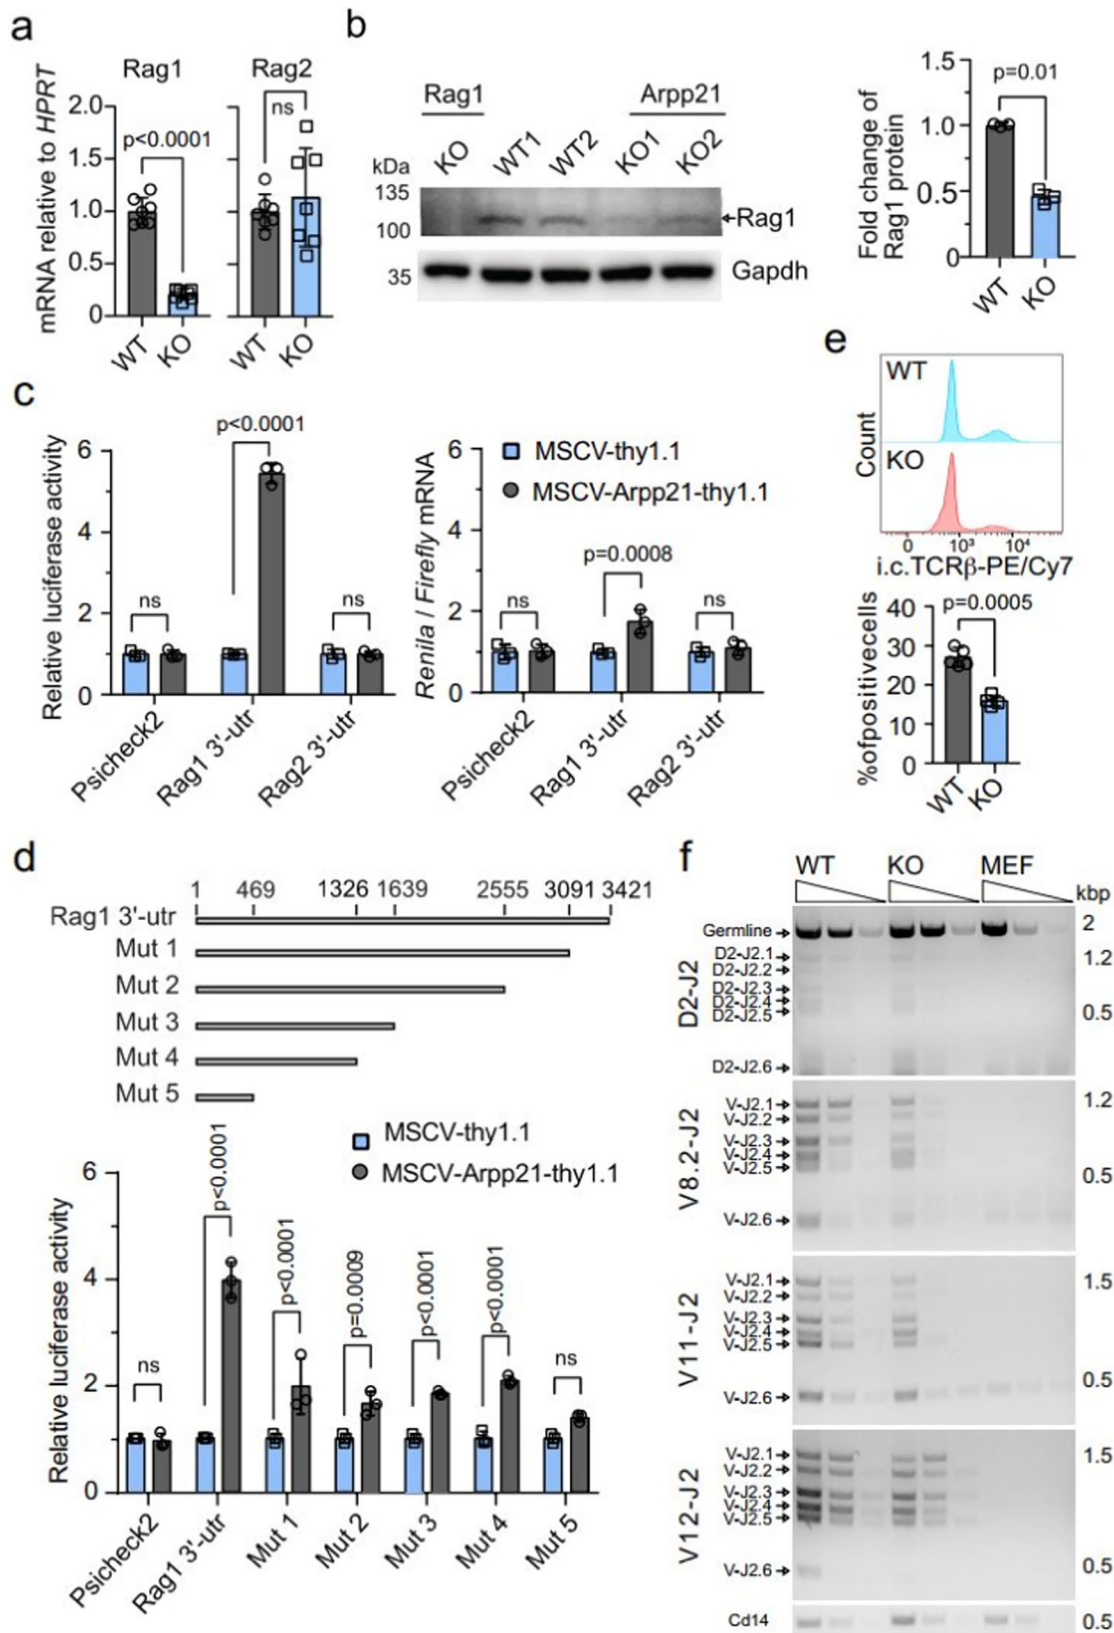 a
Rag1
Rag2
mRNA relative to HPRT
2.0
1.5
1.0
0.5
0
p<0.0001
ns
WT
KO
WT
KO
b
Rag1
Arpp21
KO
WT1
WT2
KO1
KO2
kDa
135
100
35
Rag1
Gapdh
Fold change of
Rag1 protein
1.5
1.0
0.5
0
p=0.01
WT
KO
c
Relative luciferase activity
6
4
2
0
ns
p<0.0001
ns
Psicheck2
Rag1 3'-utr
Rag2 3'-utr
Renilla / Firefly mRNA
6
4
2
0
MSCV-thy1.1
MSCV-Arpp21-thy1.1
ns
p=0.0008
ns
Psicheck2
Rag1 3'-utr
Rag2 3'-utr
e
WT
KO
Count
0
10³
10⁴
i.c.TCRβ-PE/Cy7
%ofpositivecells
40
30
20
10
0
p=0.0005
WT
KO
d
1 469 1326 1639 2555 3091 3421
Rag1 3'-utr
Mut 1
Mut 2
Mut 3
Mut 4
Mut 5
MSCV-thy1.1
MSCV-Arpp21-thy1.1
Relative luciferase activity
6
4
2
0
ns
p<0.0001
p<0.0001
p=0.0009
p<0.0001
p<0.0001
ns
Psicheck2
Rag1 3'-utr
Mut 1
Mut 2
Mut 3
Mut 4
Mut 5
f
WT
KO
MEF
kbp
D2-J2
Germline
D2-J2.1
D2-J2.2
D2-J2.3
D2-J2.4
D2-J2.5
D2-J2.6
2
1.2
0.5
V8.2-J2
V-J2.1
V-J2.2
V-J2.3
V-J2.4
V-J2.5
V-J2.6
1.2
0.5
V11-J2
V-J2.1
V-J2.2
V-J2.3
V-J2.4
V-J2.5
V-J2.6
1.5
0.5
V12-J2
V-J2.1
V-J2.2
V-J2.3
V-J2.4
V-J2.5
V-J2.6
1.5
0.5
Cd14
0.5